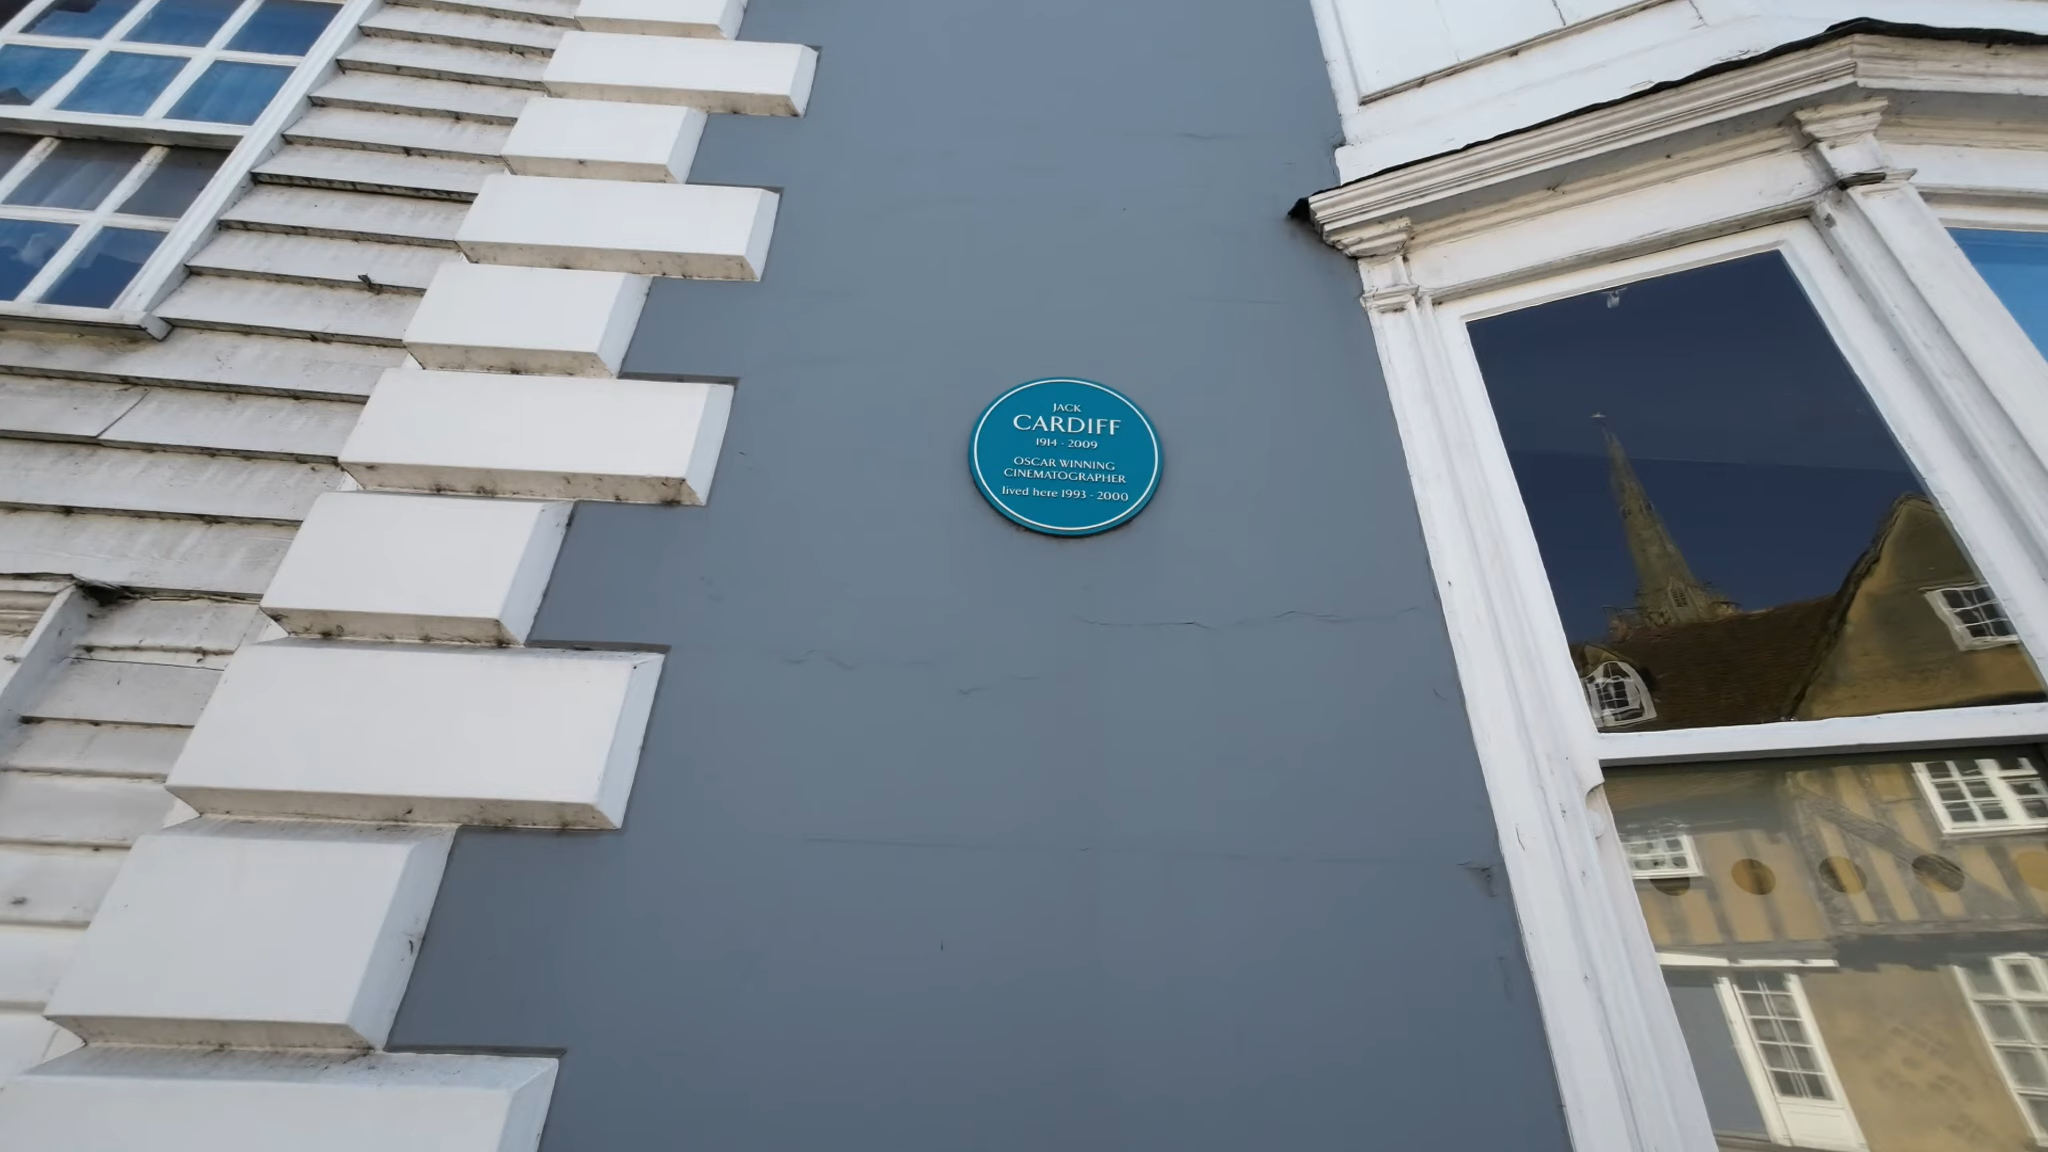 JACK
CARDIFF
1914 - 2009
OSCAR WINNING
CINEMATOGRAPHER
lived here 1993 - 2000